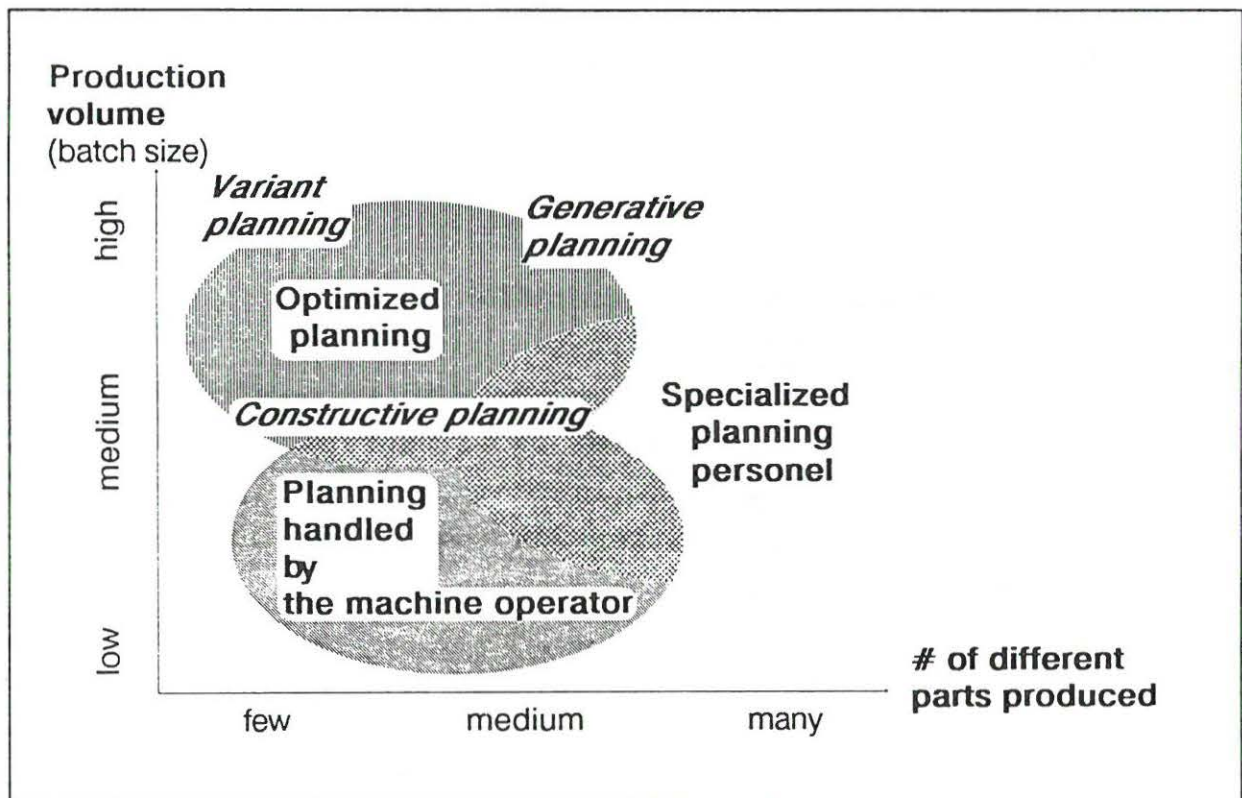 Production
volume
(batch size)
high
medium
low
Variant
planning
Generative
planning
Optimized
planning
Constructive planning
Specialized
planning
personel
Planning
handled
by
the machine operator
# of different
parts produced
few
medium
many